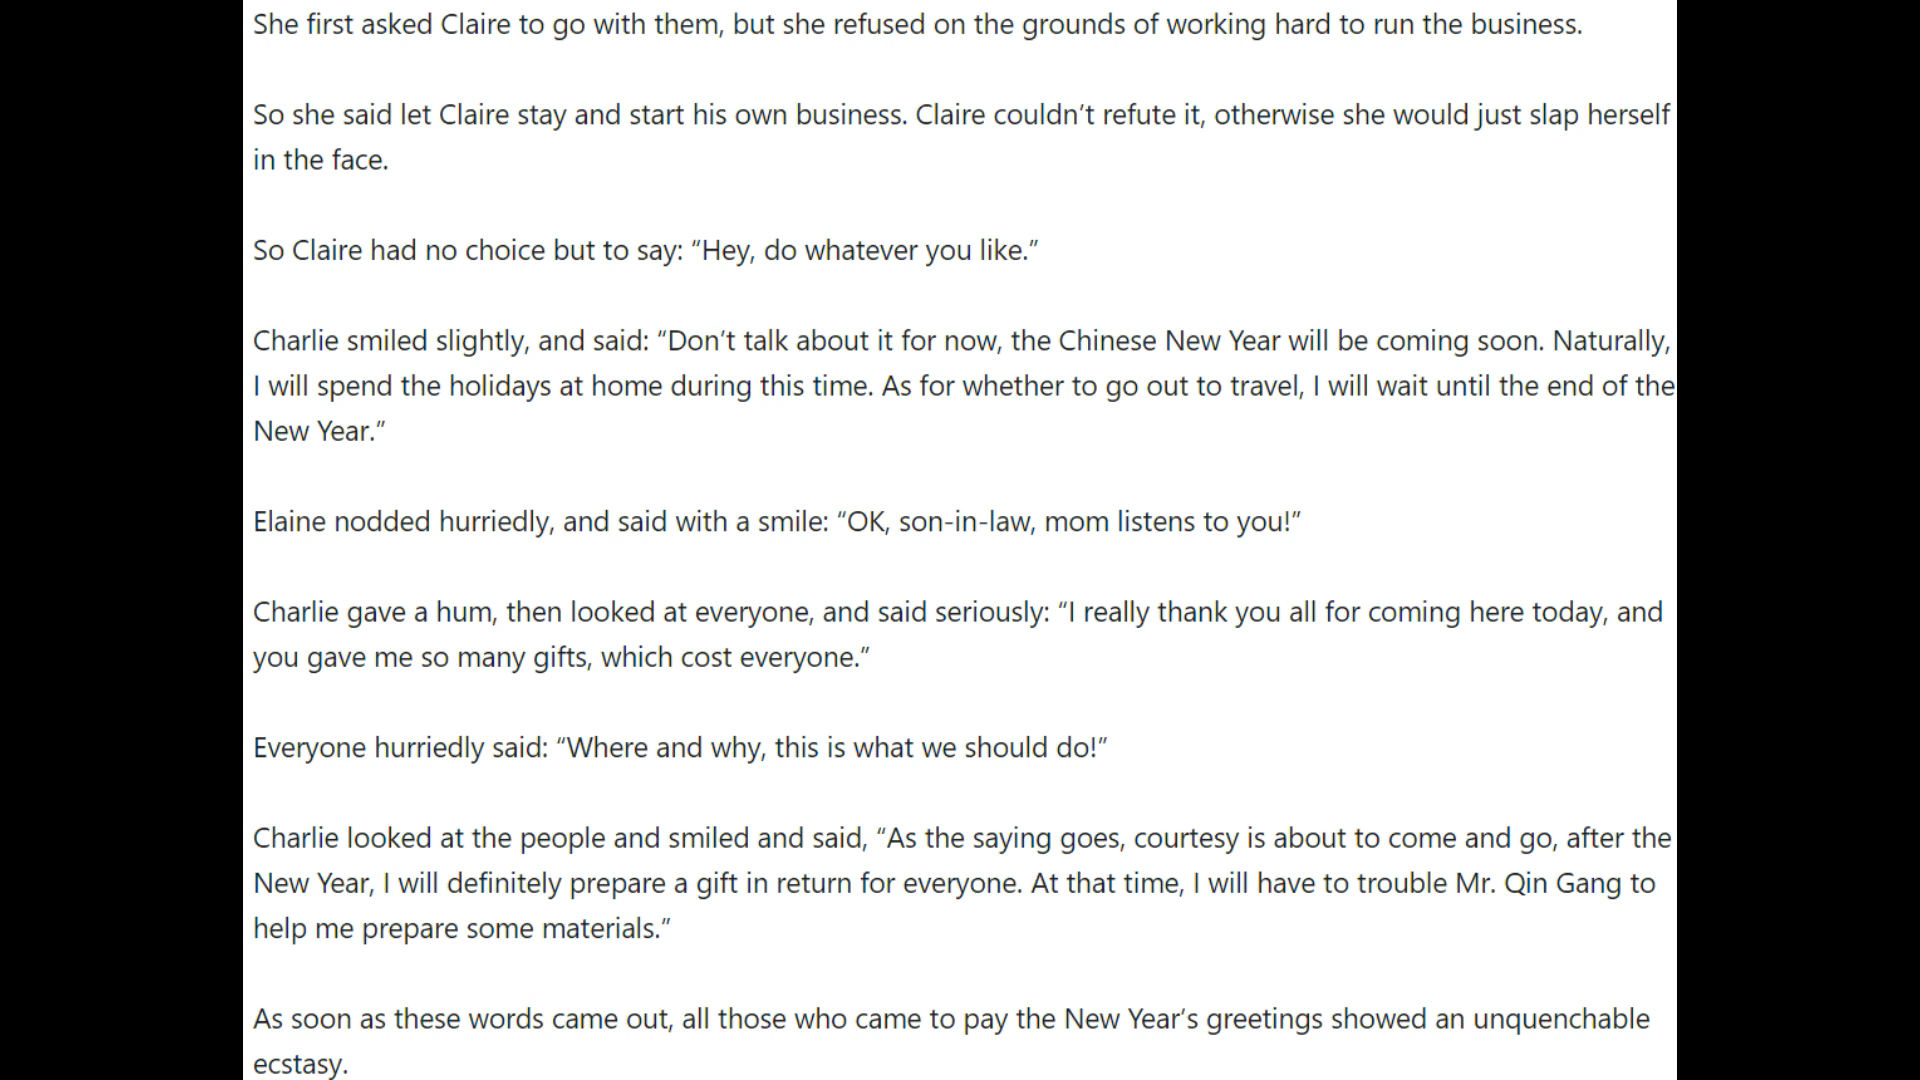 She first asked Claire to go with them, but she refused on the grounds of working hard to run the business.
So she said let Claire stay and start his own business. Claire couldn’t refute it, otherwise she would just slap herself
in the face.
So Claire had no choice but to say: “Hey, do whatever you like.”
Charlie smiled slightly, and said: “Don’t talk about it for now, the Chinese New Year will be coming soon. Naturally,
I will spend the holidays at home during this time. As for whether to go out to travel, I will wait until the end of the
New Year.”
Elaine nodded hurriedly, and said with a smile: “OK, son-in-law, mom listens to you!”
Charlie gave a hum, then looked at everyone, and said seriously: “I really thank you all for coming here today, and
you gave me so many gifts, which cost everyone.”
Everyone hurriedly said: “Where and why, this is what we should do!”
Charlie looked at the people and smiled and said, “As the saying goes, courtesy is about to come and go, after the
New Year, I will definitely prepare a gift in return for everyone. At that time, I will have to trouble Mr. Qin Gang to
help me prepare some materials.”
As soon as these words came out, all those who came to pay the New Year’s greetings showed an unquenchable
ecstasy.